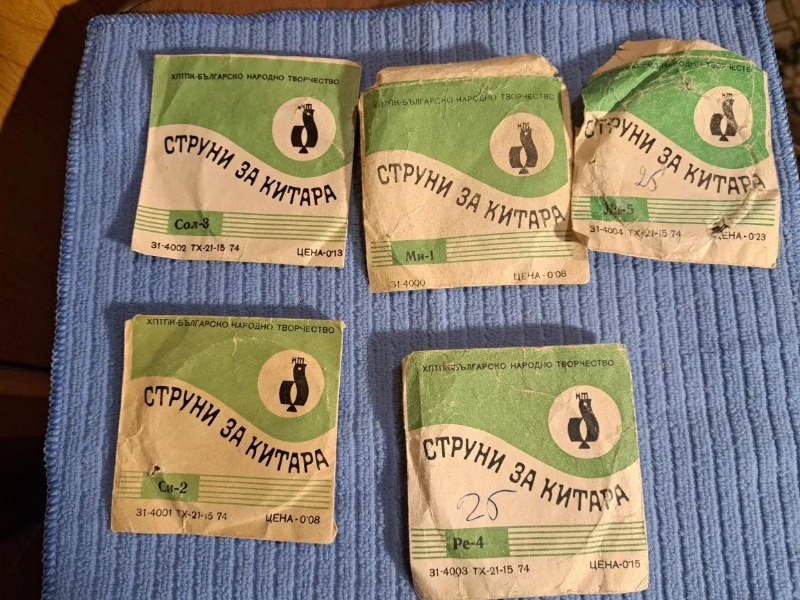 ХПТПК-БЪЛГАРСКО НАРОДНО ТВОРЧЕСТВО
СТРУНИ ЗА КИТАРА
Сол-3
31-4002 ТХ-21-15 74 ЦЕНА-0'13
ХПТПК-БЪЛГАРСКО НАРОДНО ТВОРЧЕСТВО
СТРУНИ ЗА КИТАРА
Ми-1
31-4000 ЦЕНА-0'08
НАРОДНО ТВОРЧЕСТВО
СТРУНИ ЗА КИТАРА
25
31-4004 ТХ-21-15 74 ЦЕНА-0'23
ХПТПК-БЪЛГАРСКО НАРОДНО ТВОРЧЕСТВО
СТРУНИ ЗА КИТАРА
Си-2
31-4001 ТХ-21-15 74 ЦЕНА-0'08
ХПТПК-БЪЛГАРСКО НАРОДНО ТВОРЧЕСТВО
СТРУНИ ЗА КИТАРА
25
Ре-4
31-4003 ТХ-21-15 74 ЦЕНА-0'15